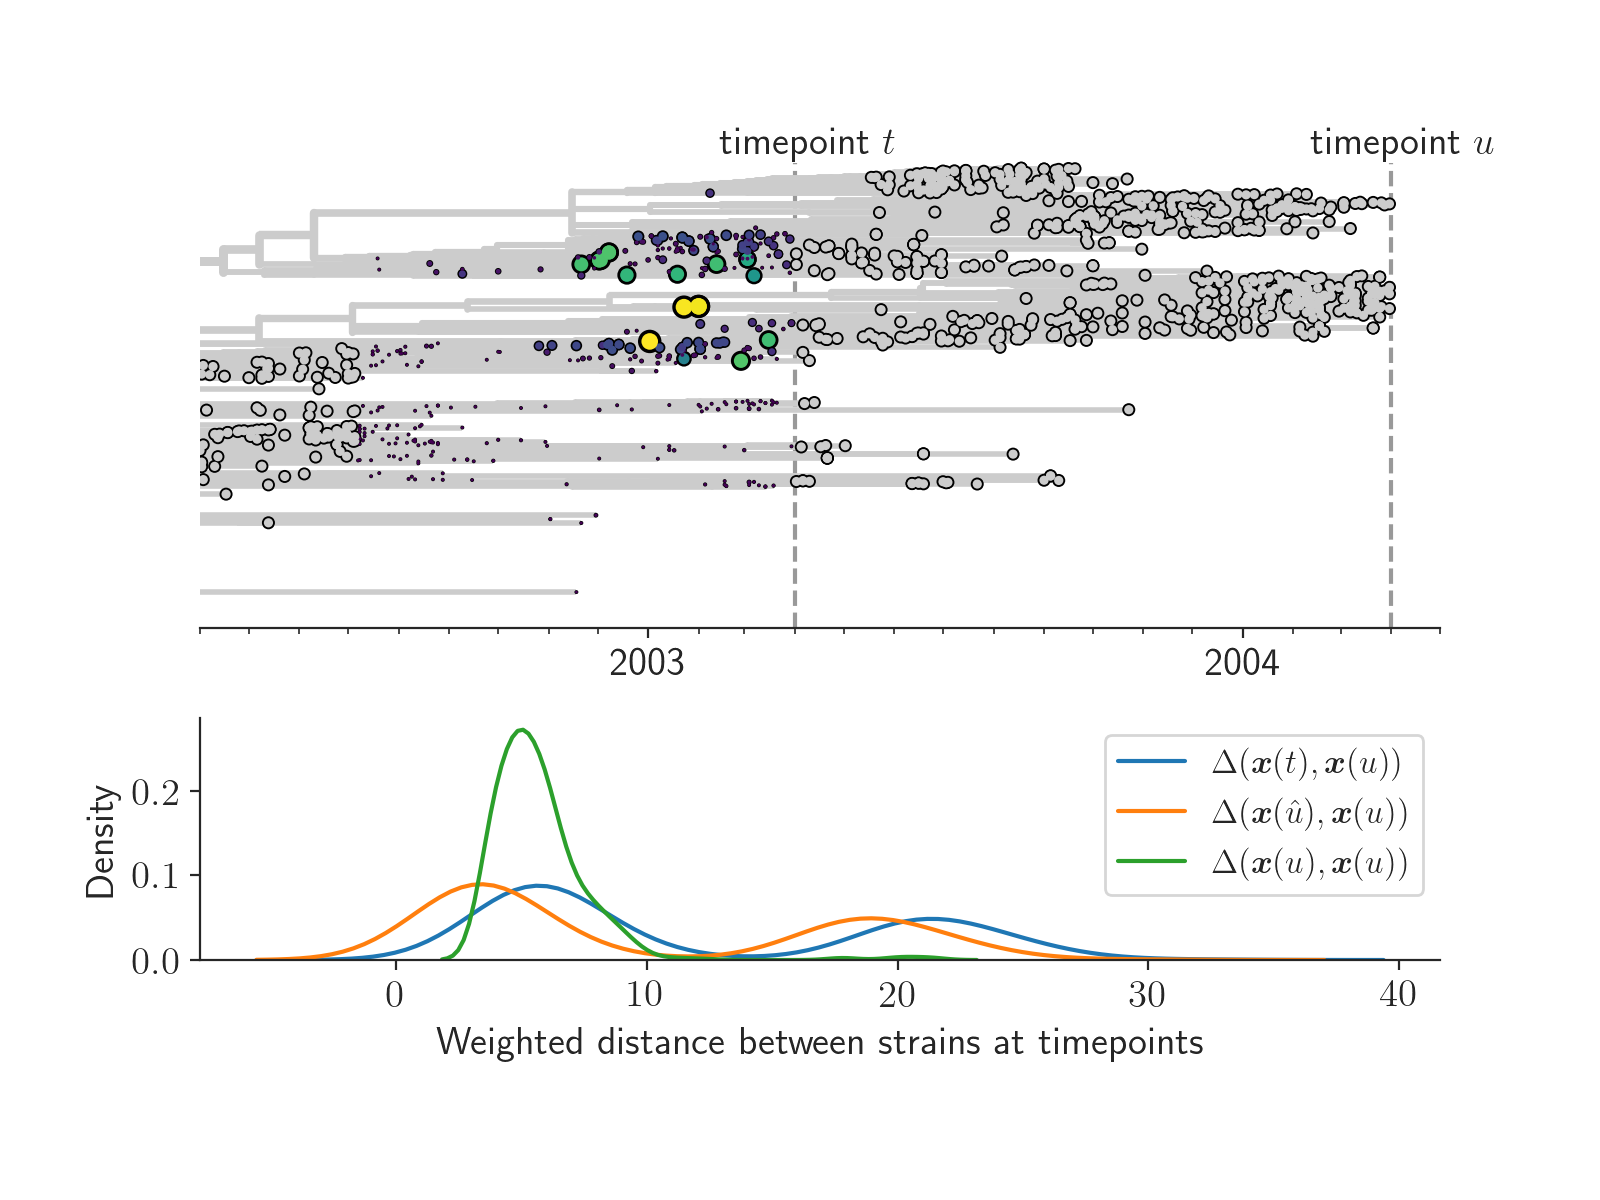 timepoint t timepoint u
2003 2004
Δ(x(t), x(u))
Δ(x(û), x(u))
Δ(x(u), x(u))
Density
0.2
0.1
0.0
0 10 20 30 40
Weighted distance between strains at timepoints